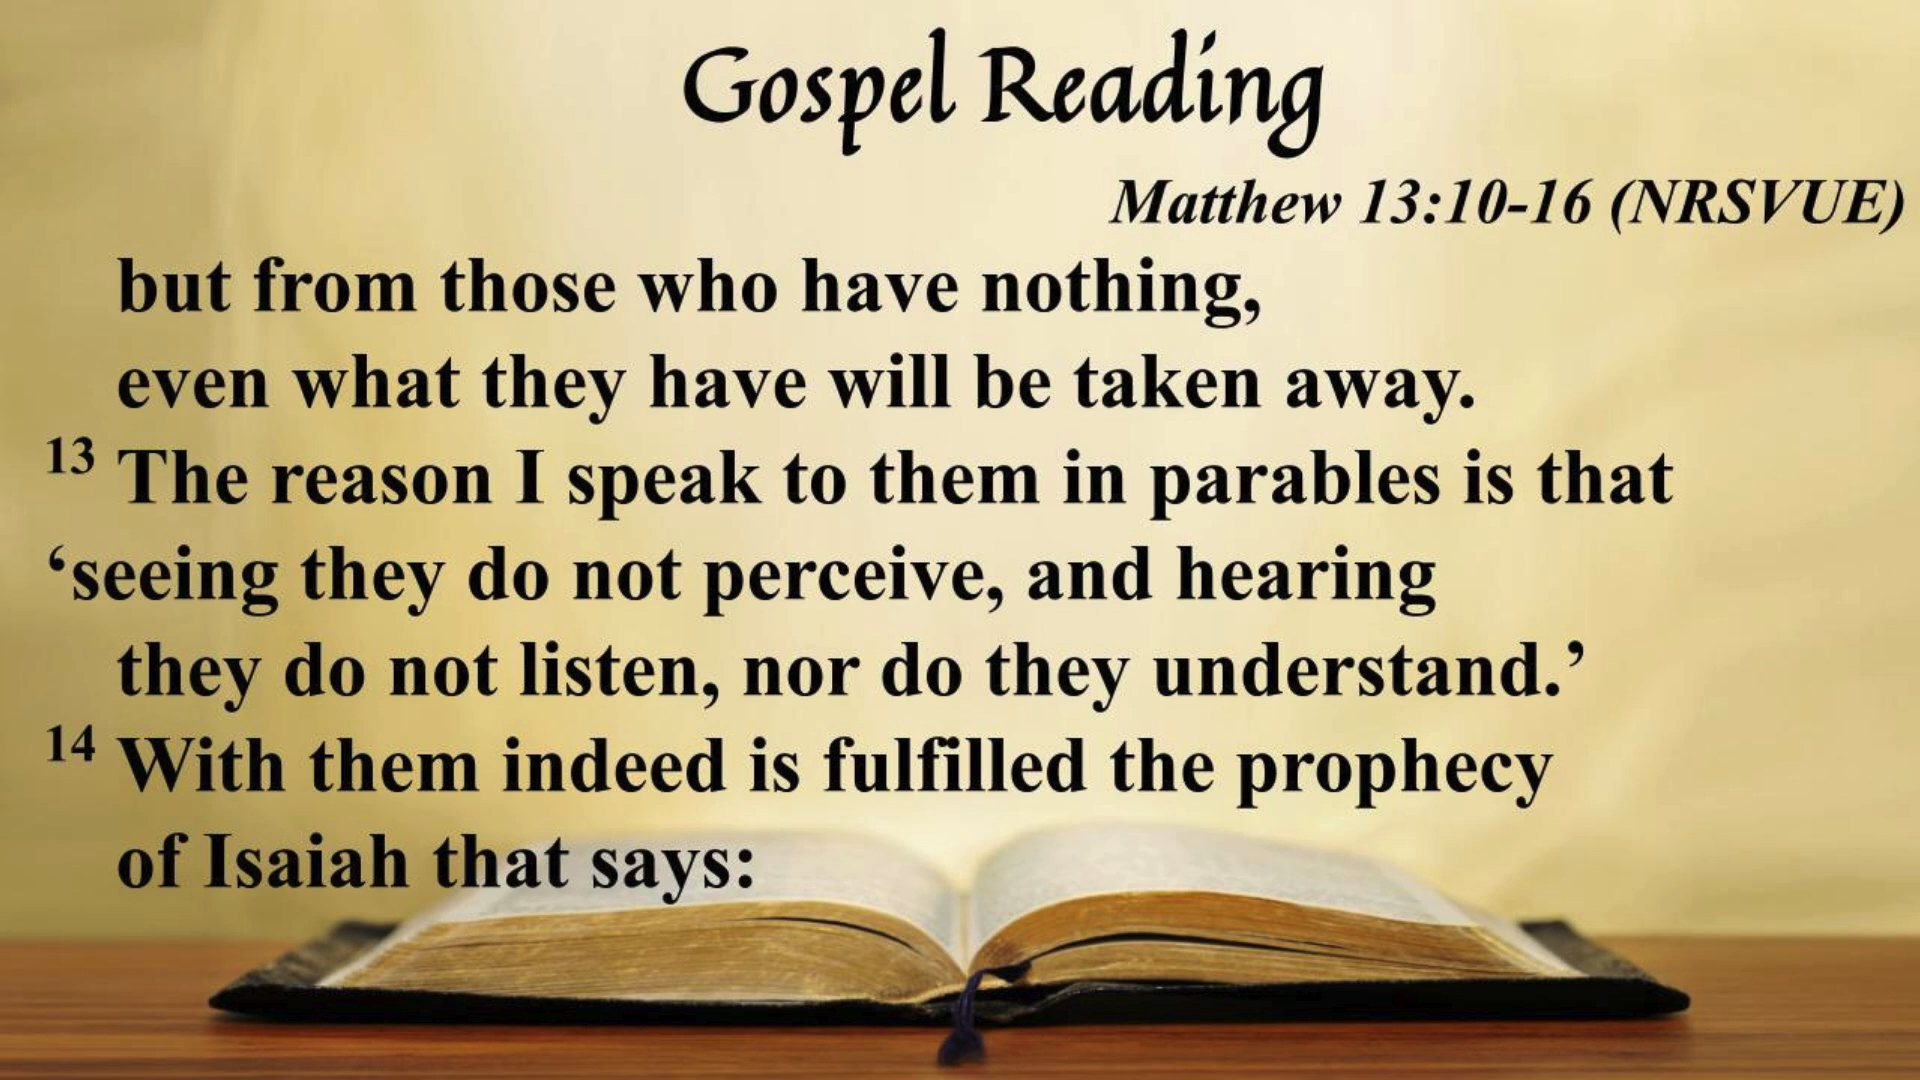 Gospel Reading
Matthew 13:10-16 (NRSVUE)
but from those who have nothing,
even what they have will be taken away.
13 The reason I speak to them in parables is that
‘seeing they do not perceive, and hearing
they do not listen, nor do they understand.’
14 With them indeed is fulfilled the prophecy
of Isaiah that says: